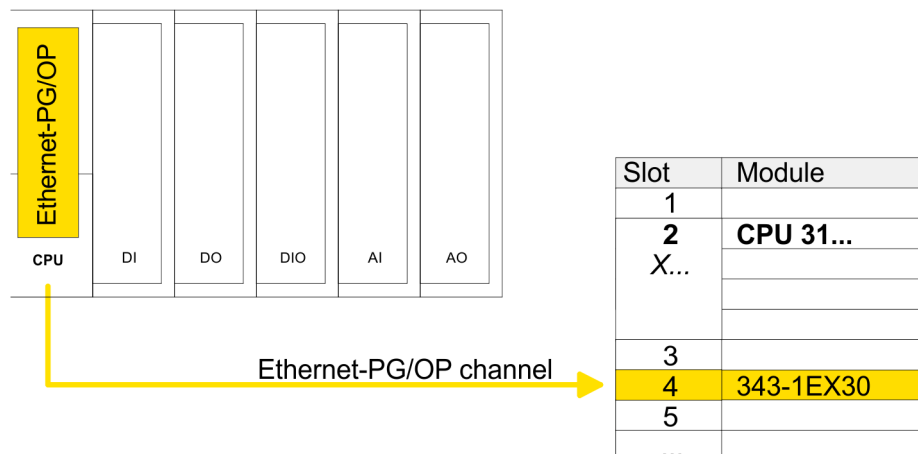 Ethernet-PG/OP
CPU
DI
DO
DIO
AI
AO
Ethernet-PG/OP channel
Slot Module
1
2 CPU 31...
X...
3
4 343-1EX30
5
...